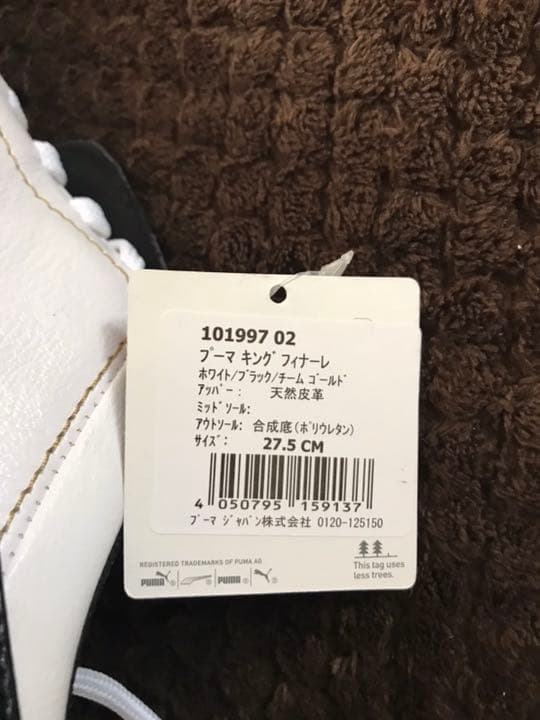 101997 02
プーマ キング フィナーレ
ホワイト/ブラック/チーム ゴールド
アッパー: 天然皮革
ミッドソール:
アウトソール: 合成底(ポリウレタン)
サイズ: 27.5 CM
4 050795 159137
プーマ ジャパン株式会社 0120-125150
REGISTERED TRADEMARKS OF PUMA AG
PUMA® ® PUMA® ®
This tag uses
less trees.